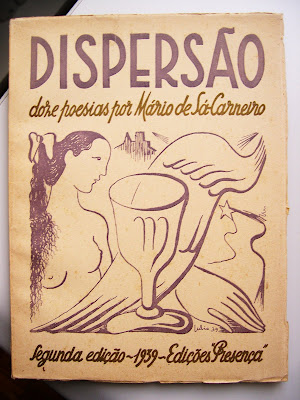 DISPERSÃO
doze poesias por Mário de Sá-Carneiro
Segunda edição ~ 1939 ~ Edições "Presença"